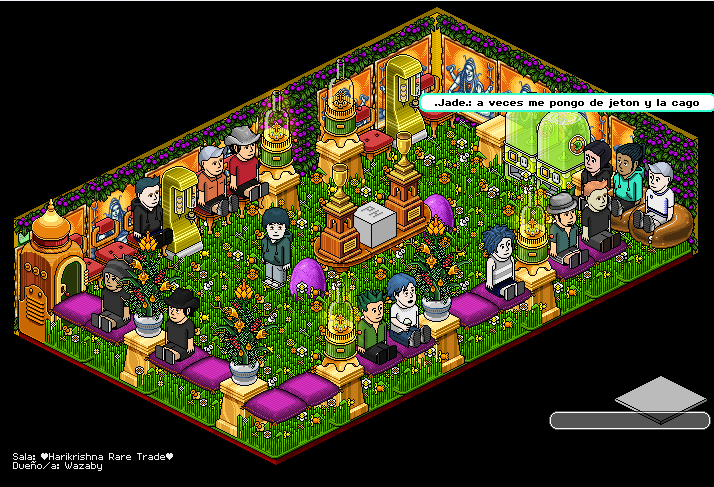 .Jade.: a veces me pongo de jeton y la cago
Sala: ♥Harikrishna Rare Trade♥
Dueño/a: Wazaby